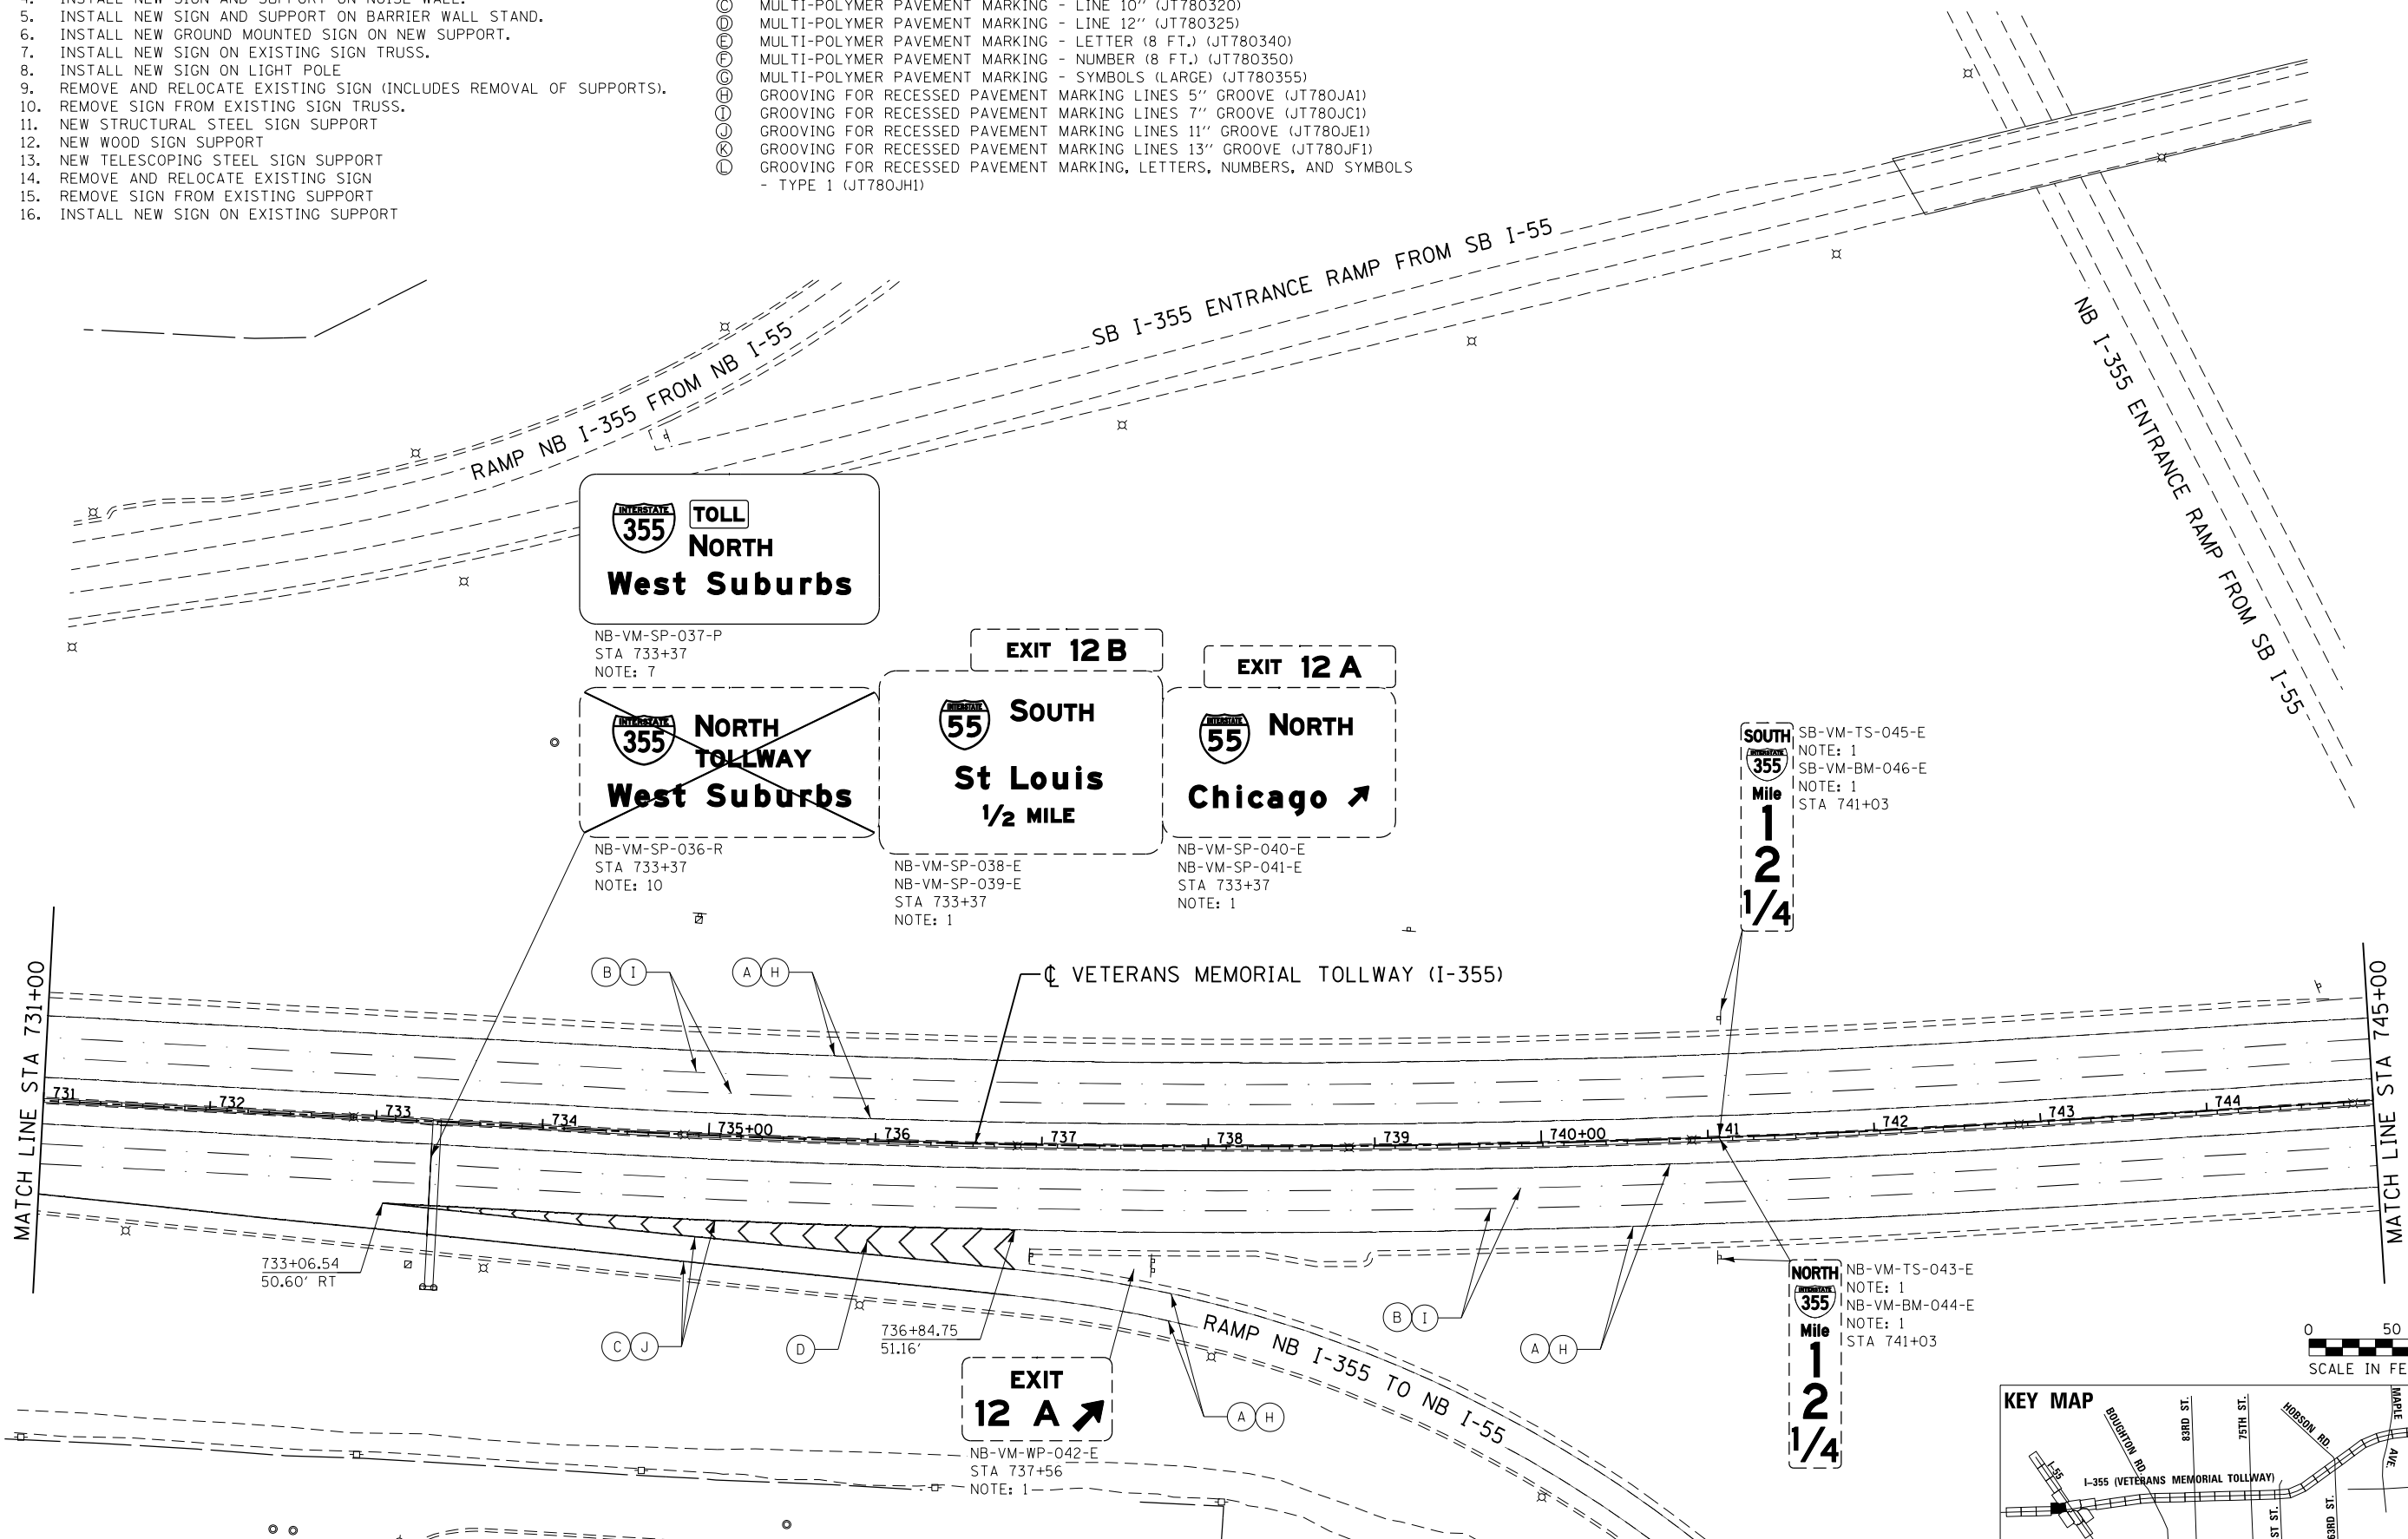 4. INSTALL NEW SIGN AND SUPPORT ON NOISE WALL.
5. INSTALL NEW SIGN AND SUPPORT ON BARRIER WALL STAND.
6. INSTALL NEW GROUND MOUNTED SIGN ON NEW SUPPORT.
7. INSTALL NEW SIGN ON EXISTING SIGN TRUSS.
8. INSTALL NEW SIGN ON LIGHT POLE
9. REMOVE AND RELOCATE EXISTING SIGN (INCLUDES REMOVAL OF SUPPORTS).
10. REMOVE SIGN FROM EXISTING SIGN TRUSS.
11. NEW STRUCTURAL STEEL SIGN SUPPORT
12. NEW WOOD SIGN SUPPORT
13. NEW TELESCOPING STEEL SIGN SUPPORT
14. REMOVE AND RELOCATE EXISTING SIGN
15. REMOVE SIGN FROM EXISTING SUPPORT
16. INSTALL NEW SIGN ON EXISTING SUPPORT
C MULTI-POLYMER PAVEMENT MARKING - LINE 10'' (JT780320)
D MULTI-POLYMER PAVEMENT MARKING - LINE 12'' (JT780325)
E MULTI-POLYMER PAVEMENT MARKING - LETTER (8 FT.) (JT780340)
F MULTI-POLYMER PAVEMENT MARKING - NUMBER (8 FT.) (JT780350)
G MULTI-POLYMER PAVEMENT MARKING - SYMBOLS (LARGE) (JT780355)
H GROOVING FOR RECESSED PAVEMENT MARKING LINES 5'' GROOVE (JT780JA1)
I GROOVING FOR RECESSED PAVEMENT MARKING LINES 7'' GROOVE (JT780JC1)
J GROOVING FOR RECESSED PAVEMENT MARKING LINES 11'' GROOVE (JT780JE1)
K GROOVING FOR RECESSED PAVEMENT MARKING LINES 13'' GROOVE (JT780JF1)
L GROOVING FOR RECESSED PAVEMENT MARKING, LETTERS, NUMBERS, AND SYMBOLS
- TYPE 1 (JT780JH1)
SB I-355 ENTRANCE RAMP FROM SB I-55
RAMP NB I-355 FROM NB I-55
NB I-355 ENTRANCE RAMP FROM SB I-55
INTERSTATE
355
TOLL
NORTH
West Suburbs
NB-VM-SP-037-P
STA 733+37
NOTE: 7
INTERSTATE
355
NORTH
TOLLWAY
West Suburbs
NB-VM-SP-036-R
STA 733+37
NOTE: 10
EXIT 12 B
INTERSTATE
55
SOUTH
St Louis
1/2 MILE
NB-VM-SP-038-E
NB-VM-SP-039-E
STA 733+37
NOTE: 1
EXIT 12 A
INTERSTATE
55
NORTH
Chicago
NB-VM-SP-040-E
NB-VM-SP-041-E
STA 733+37
NOTE: 1
SOUTH
INTERSTATE
355
Mile
1
2
1/4
SB-VM-TS-045-E
NOTE: 1
SB-VM-BM-046-E
NOTE: 1
STA 741+03
B I
A H
℄ VETERANS MEMORIAL TOLLWAY (I-355)
MATCH LINE STA 731+00
MATCH LINE STA 745+00
731 732 733 734 735+00 736 737 738 739 740+00 741 742 743 744
733+06.54
50.60' RT
C J
D
736+84.75
51.16'
RAMP NB I-355 TO NB I-55
B I
A H
A H
EXIT
12 A
NB-VM-WP-042-E
STA 737+56
NOTE: 1
NORTH
INTERSTATE
355
Mile
1
2
1/4
NB-VM-TS-043-E
NOTE: 1
NB-VM-BM-044-E
NOTE: 1
STA 741+03
0 50
SCALE IN FE
KEY MAP
I-55
BOUGHTON RD.
83RD ST.
75TH ST.
HOBSON RD.
MAPLE
AVE.
I-355 (VETERANS MEMORIAL TOLLWAY)
ST ST.
63RD ST.